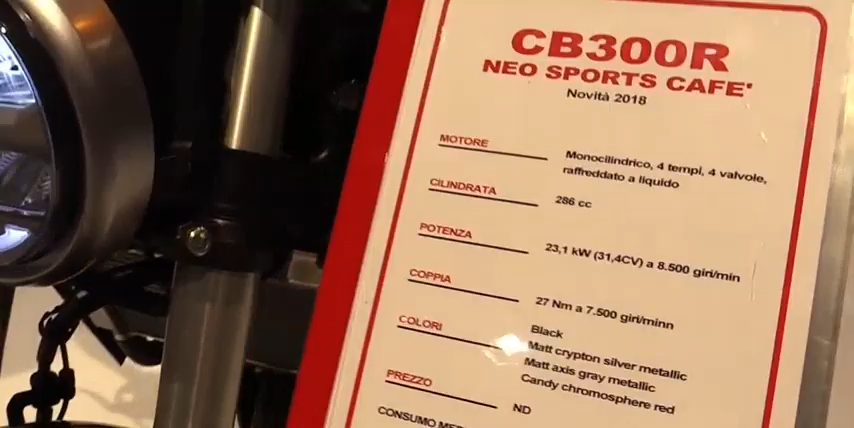 CB300R
NEO SPORTS CAFE'
Novità 2018
MOTORE
Monocilindrico, 4 tempi, 4 valvole,
raffreddato a liquido
CILINDRATA
286 cc
POTENZA
23,1 kW (31,4CV) a 8.500 giri/min
COPPIA
27 Nm a 7.500 giri/minn
COLORI
Black
Matt crypton silver metallic
Matt axis gray metallic
Candy chromosphere red
PREZZO
ND
CONSUMO